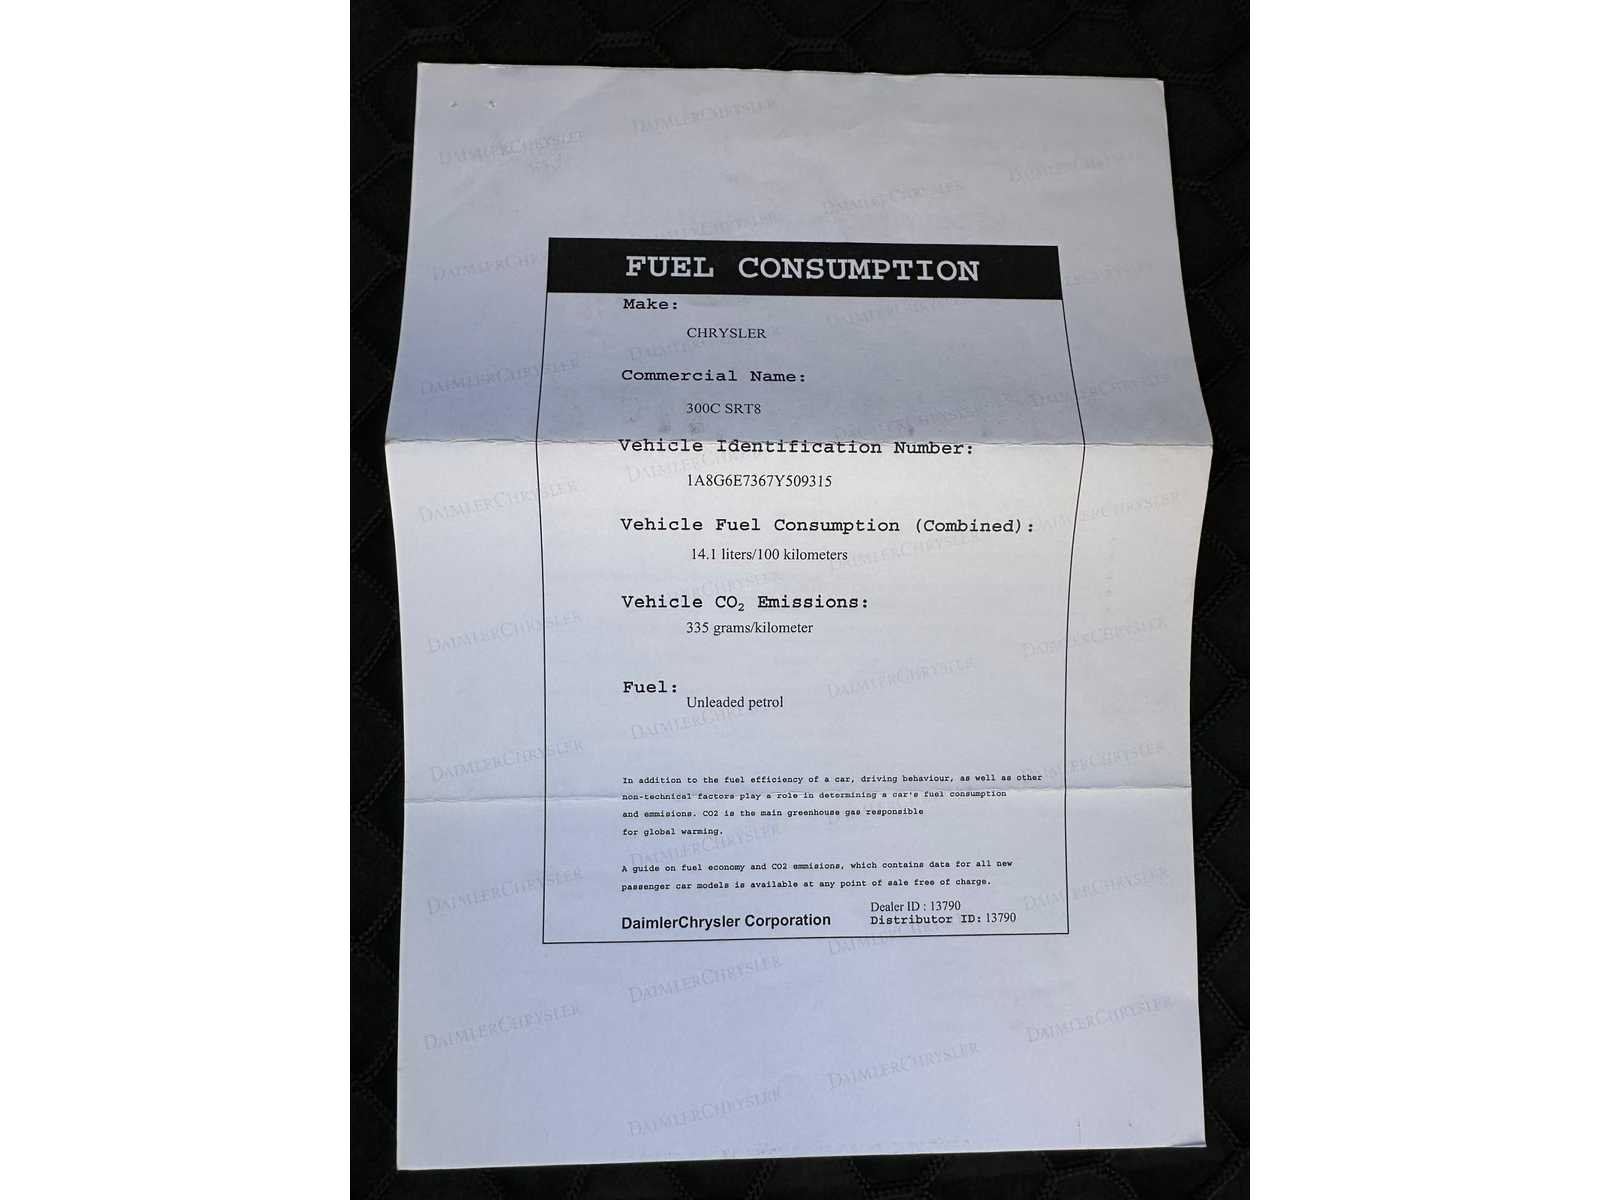 FUEL CONSUMPTION
Make:
CHRYSLER
Commercial Name:
300C SRT8
Vehicle Identification Number:
1A8G6E7367Y509315
Vehicle Fuel Consumption (Combined):
14.1 liters/100 kilometers
Vehicle CO₂ Emissions:
335 grams/kilometer
Fuel:
Unleaded petrol
In addition to the fuel efficiency of a car, driving behaviour, as well as other
non-technical factors play a role in determining a car's fuel consumption
and emmisions. CO2 is the main greenhouse gas responsible
for global warming.
A guide on fuel economy and CO2 emmisions, which contains data for all new
passenger car models is available at any point of sale free of charge.
DaimlerChrysler Corporation
Dealer ID : 13790
Distributor ID: 13790